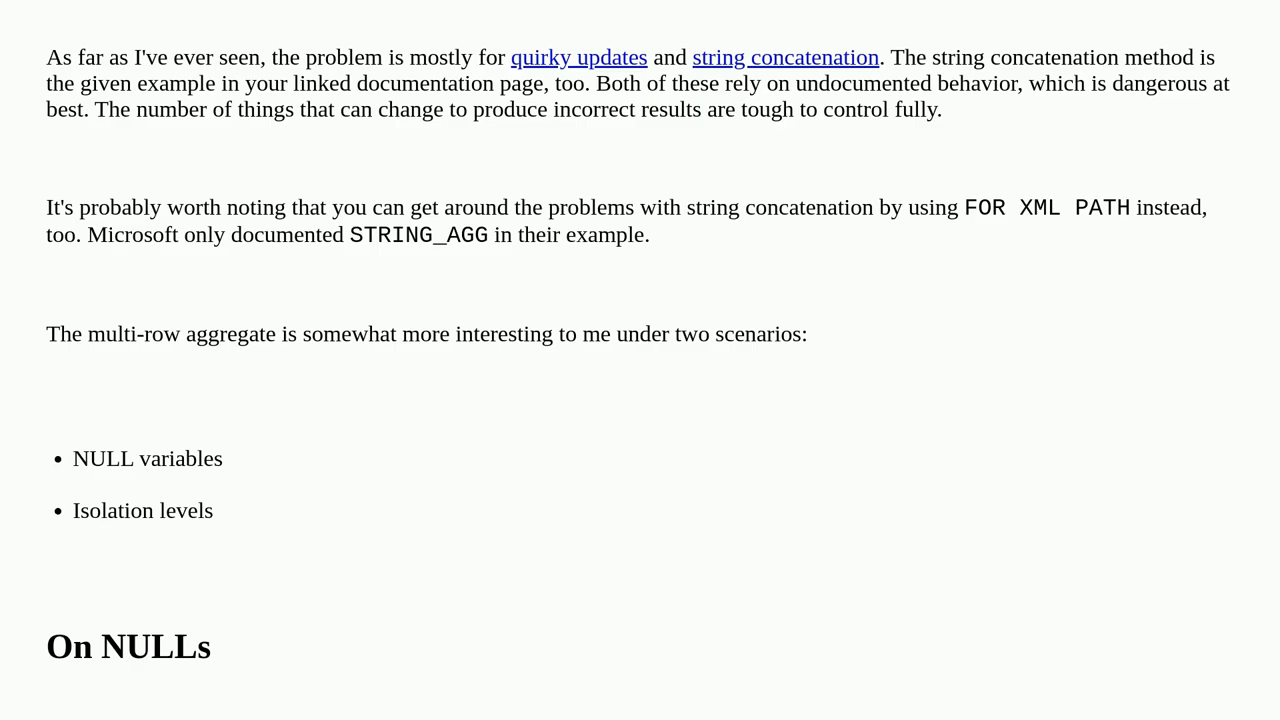 As far as I've ever seen, the problem is mostly for quirky updates and string concatenation. The string concatenation method is
the given example in your linked documentation page, too. Both of these rely on undocumented behavior, which is dangerous at
best. The number of things that can change to produce incorrect results are tough to control fully.
It's probably worth noting that you can get around the problems with string concatenation by using FOR XML PATH instead,
too. Microsoft only documented STRING_AGG in their example.
The multi-row aggregate is somewhat more interesting to me under two scenarios:
• NULL variables
• Isolation levels
On NULLs